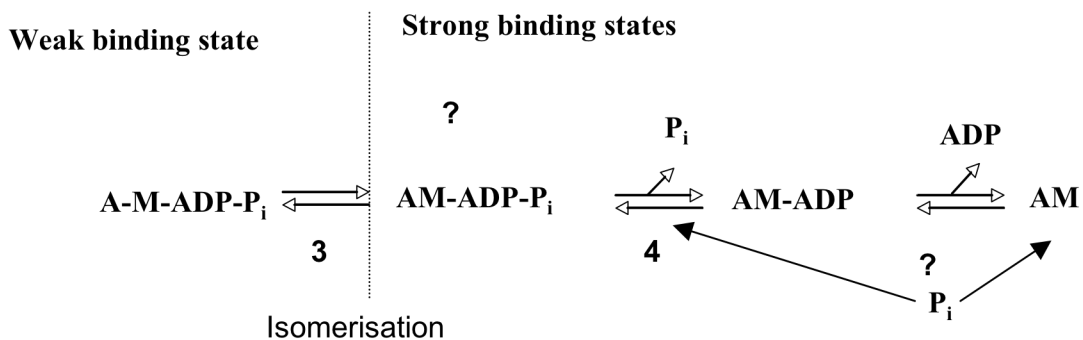 Weak binding state
Strong binding states
?
Pi
ADP
A-M-ADP-Pi
AM-ADP-Pi
AM-ADP
AM
3
4
?
Pi
Isomerisation